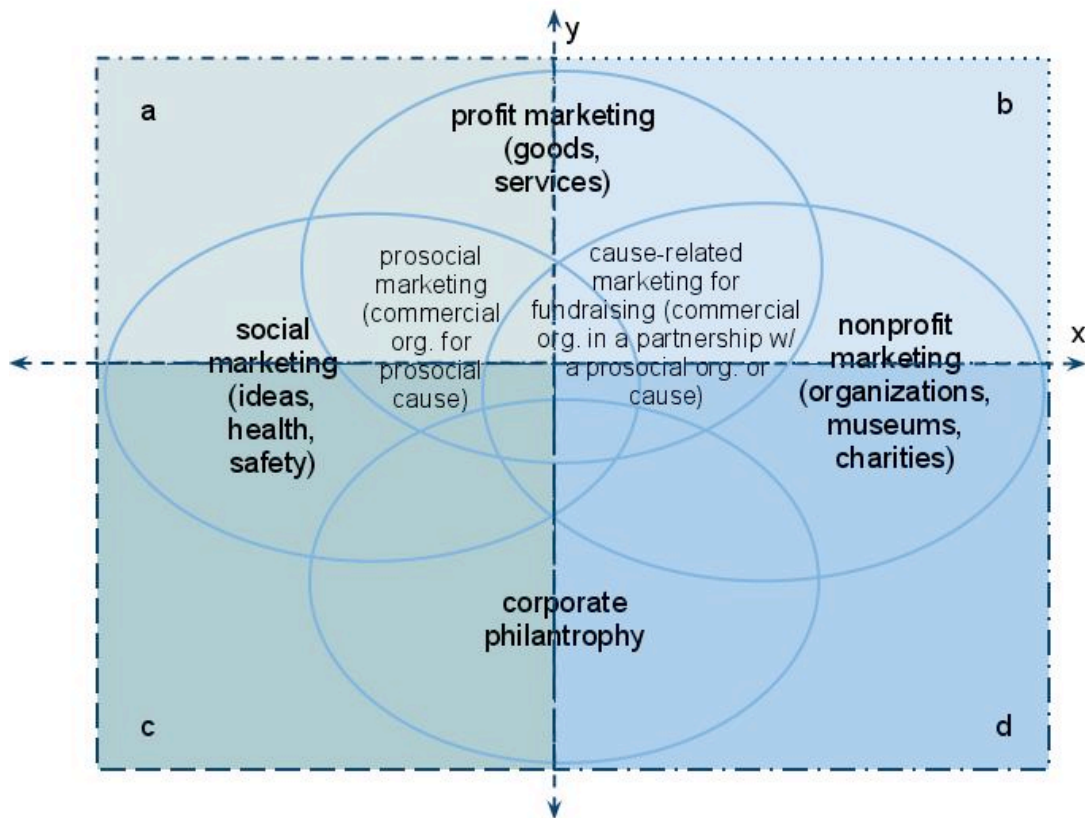 y
a
b
profit marketing
(goods,
services)
prosocial
marketing
(commercial
org. for
prosocial
cause)
cause-related
marketing for
fundraising (commercial
org. in a partnership w/
a prosocial org. or
cause)
social
marketing
(ideas,
health,
safety)
nonprofit
marketing
(organizations,
museums,
charities)
x
corporate
philantrophy
c
d